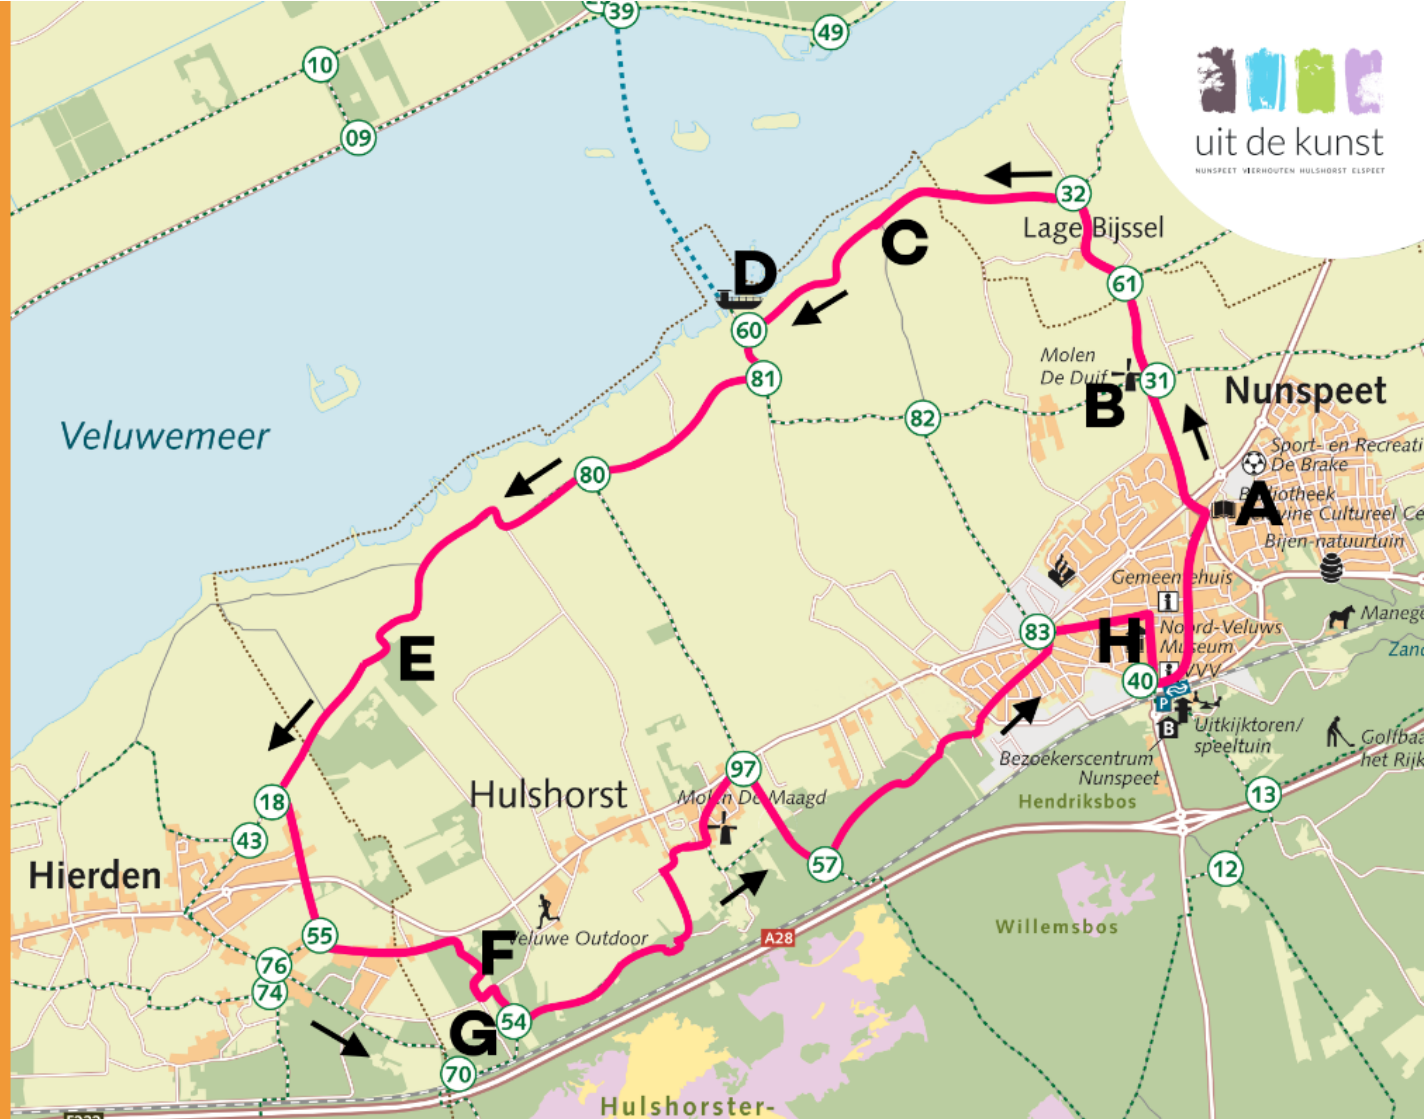 39
49
10
09
uit de kunst
NUNSPEET VIERHOUTEN HULSHORST ELSPEET
32
Lage Bijssel
C
D
61
60
Molen
De Duif
31
81
B
Nunspeet
82
Veluwemeer
Sport- en Recreati
De Brake
80
A
Bijen-natuurtuin
Gemeentehuis
i
Manege
83
H
Noord-Veluws
Museum
Zand
E
i VVV
40
P
Uitkijktoren/
speeltuin
B
Golfba
het Rijk
Bezoekerscentrum
Nunspeet
97
Hulshorst
Molen De Maagd
Hendriksbos
13
18
43
57
12
Hierden
Willemsbos
55
A28
F
Veluwe Outdoor
76
74
G
54
70
Hulshorster-